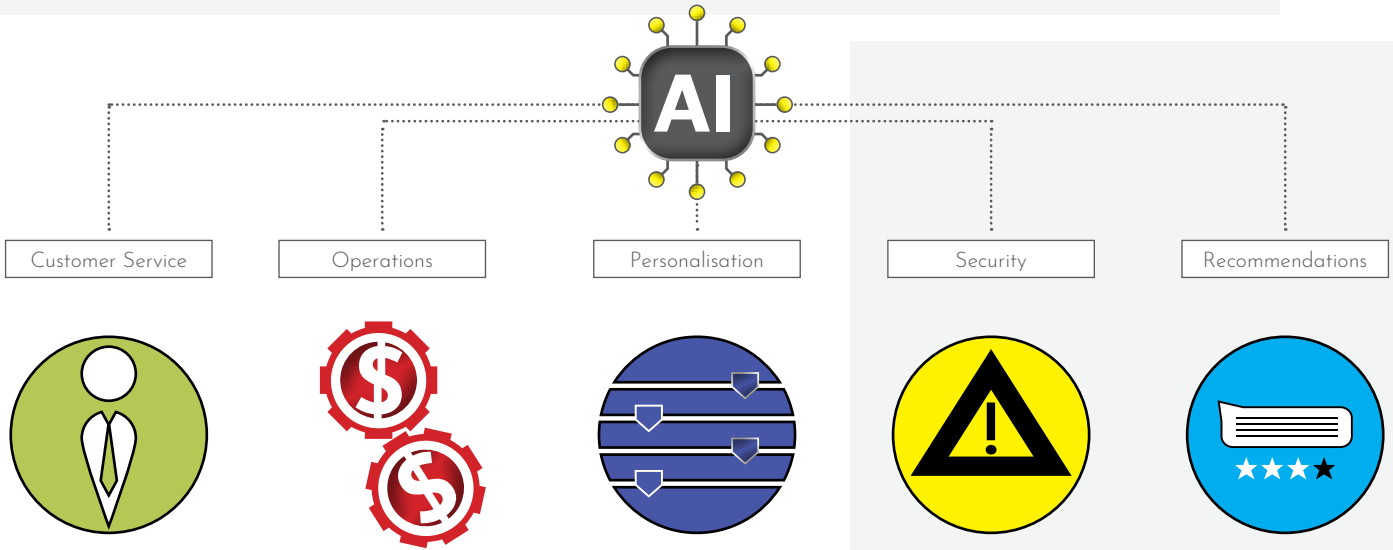 AI
Customer Service
Operations
Personalisation
Security
Recommendations
$
$
!